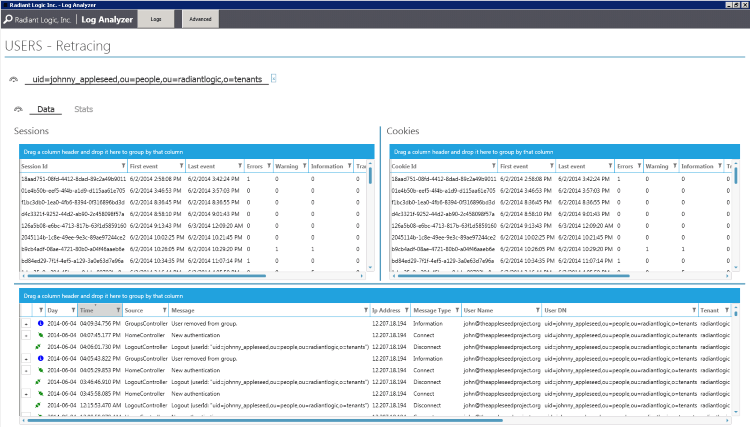 Radiant Logic Inc. - Log Analyzer
Radiant Logic, Inc. | Log Analyzer Logs Advanced
USERS - Retracing
uid=johnny_appleseed,ou=people,ou=radiantlogic,o=tenants
Data Stats
Sessions
Drag a column header and drop it here to group by that column
Session Id First event Last event Errors Warning Information Tra
18aad751-08fd-4412-8dad-89c2a2b9011 6/2/2014 2:58:08 PM 6/2/2014 3:42:24 PM 1 0 0
01e4b50b-eef5-4f4b-a1d9-d115aa61e705 6/2/2014 3:46:53 PM 6/2/2014 3:57:03 PM 0 0 0
f1bc3dd1-9ec0-4fb6-8394-0f316896bd3d 6/2/2014 8:36:45 PM 6/2/2014 8:36:55 PM 0 0 0
d4c3321f-9252-44d2-ab90-2c458098f57a 6/2/2014 8:58:10 PM 6/2/2014 9:01:43 PM 0 0 0
126a5b08-e6bc-4713-817b-63f1d5859160 6/2/2014 9:13:43 PM 6/3/2014 12:09:20 AM 0 0 0
2045114b-1c8e-49ee-9e3c-89ae97244ce2 6/2/2014 10:02:25 PM 6/2/2014 10:21:45 PM 0 0 0
b9cb4adf-08ae-4721-80b0-a04f46aaeb6e 6/2/2014 10:26:05 PM 6/2/2014 10:29:20 PM 0 0 1
bd84ed29-7f1f-4ef5-a129-3a0ed2e7e96a 6/2/2014 10:34:35 PM 6/2/2014 11:07:14 PM 1 0 0
Cookies
Drag a column header and drop it here to group by that column
Cookie Id First event Last event Errors Warning Information T
18aad751-08fd-4412-8dad-89c2a2b9011 6/2/2014 2:58:08 PM 6/2/2014 3:42:24 PM 1 0 0 0
01e4b50b-eef5-4f4b-a1d9-d115aa61e705 6/2/2014 3:46:53 PM 6/2/2014 3:57:03 PM 0 0 0 0
f1bc3dd1-9ec0-4fb6-8394-0f316896bd3d 6/2/2014 8:36:45 PM 6/2/2014 8:36:55 PM 0 0 0 0
d4c3321f-9252-44d2-ab90-2c458098f57a 6/2/2014 8:58:10 PM 6/2/2014 9:01:43 PM 0 0 0 0
126a5b08-e6bc-4713-817b-63f1d5859160 6/2/2014 9:13:43 PM 6/3/2014 12:09:20 AM 0 0 0 0
2045114b-1c8e-49ee-9e3c-89ae97244ce2 6/2/2014 10:02:25 PM 6/2/2014 10:21:45 PM 0 0 0 0
b9cb4adf-08ae-4721-80b0-a04f46aaeb6e 6/2/2014 10:26:05 PM 6/2/2014 10:29:20 PM 0 0 1 0
bd84ed29-7f1f-4ef5-a129-3a0ed2e7e96a 6/2/2014 10:34:35 PM 6/2/2014 11:07:14 PM 1 0 0 0
Drag a column header and drop it here to group by that column
Day Time Source Message Ip Address Message Type User Name User DN Tenant
2014-06-04 04:09:34.756 PM GroupsController User removed from group. 12.207.18.194 Information john@theappleseedproject.org uid=johnny_appleseed,ou=people,ou=radiantlogic,o=tenants radiantlogic
2014-06-04 04:07:45.177 PM HomeController New authentication 12.207.18.194 Connect john@theappleseedproject.org uid=johnny_appleseed,ou=people,ou=radiantlogic,o=tenants radiantlogic
2014-06-04 04:06:01.730 PM LogoutController Logout (userId: "uid=johnny_appleseed,ou=people,ou=radiantlogic,o=tenants") 12.207.18.194 Disconnect john@theappleseedproject.org uid=johnny_appleseed,ou=people,ou=radiantlogic,o=tenants radiantlogic
2014-06-04 04:05:43.822 PM GroupsController User removed from group. 12.207.18.194 Information john@theappleseedproject.org uid=johnny_appleseed,ou=people,ou=radiantlogic,o=tenants radiantlogic
2014-06-04 04:05:29.853 PM HomeController New authentication 12.207.18.194 Connect john@theappleseedproject.org uid=johnny_appleseed,ou=people,ou=radiantlogic,o=tenants radiantlogic
2014-06-04 03:46:46.910 PM LogoutController Logout (userId: "uid=johnny_appleseed,ou=people,ou=radiantlogic,o=tenants") 12.207.18.194 Disconnect john@theappleseedproject.org uid=johnny_appleseed,ou=people,ou=radiantlogic,o=tenants radiantlogic
2014-06-04 03:45:58.085 PM HomeController New authentication 12.207.18.194 Connect john@theappleseedproject.org uid=johnny_appleseed,ou=people,ou=radiantlogic,o=tenants radiantlogic
2014-06-04 12:15:53.470 AM LogoutController Logout (userId: "uid=johnny_appleseed,ou=people,ou=radiantlogic,o=tenants") 12.207.18.194 Disconnect john@theappleseedproject.org uid=johnny_appleseed,ou=people,ou=radiantlogic,o=tenants radiantlogic